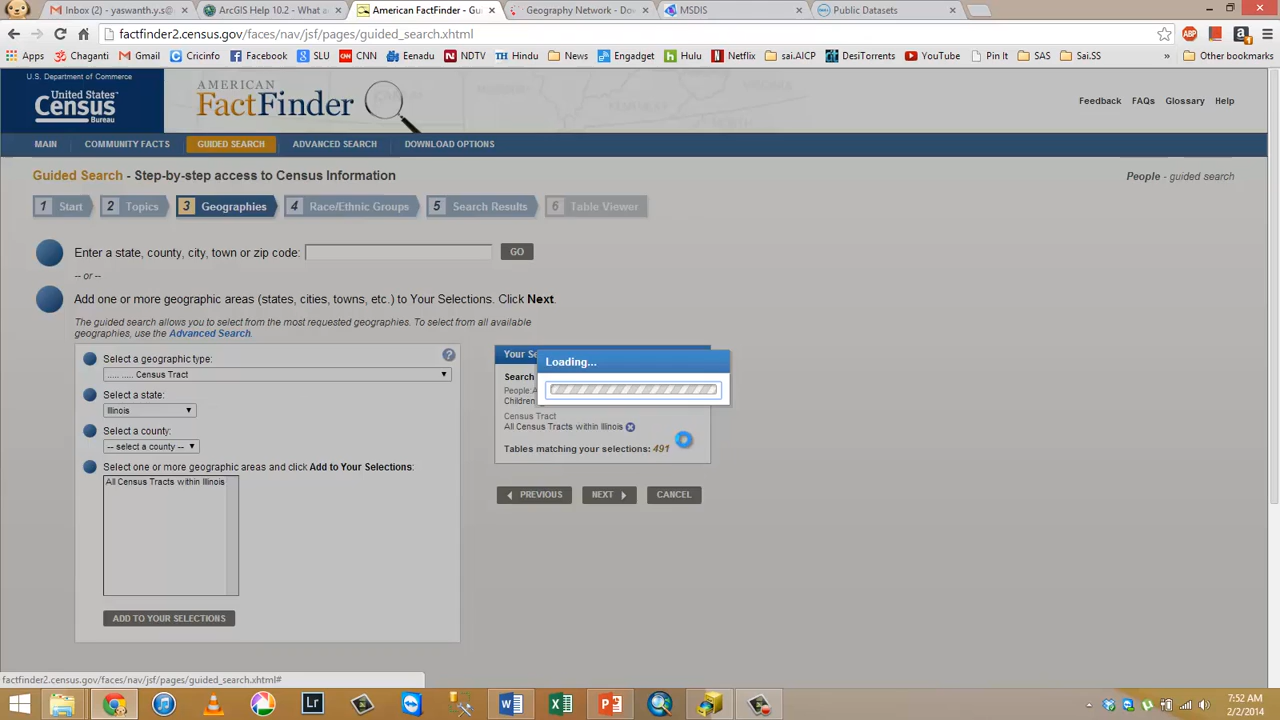 Inbox (2) - yaswanth.y.s@
ArcGIS Help 10.2 - What a
American FactFinder - Gu
Geography Network - Do
MSDIS
Public Datasets
factfinder2.census.gov/faces/nav/jsf/pages/guided_search.xhtml
Apps
Chaganti
Gmail
Cricinfo
Facebook
SLU
CNN
Eenadu
NDTV
Hindu
News
Engadget
Hulu
Netflix
sai.AICP
DesiTorrents
YouTube
Pin It
SAS
Sai.SS
»
Other bookmarks
U.S. Department of Commerce
United States®
Census
Bureau
AMERICAN
FactFinder
Feedback
FAQs
Glossary
Help
MAIN
COMMUNITY FACTS
GUIDED SEARCH
ADVANCED SEARCH
DOWNLOAD OPTIONS
Guided Search - Step-by-step access to Census Information
People - guided search
1 Start
2 Topics
3 Geographies
4 Race/Ethnic Groups
5 Search Results
6 Table Viewer
Enter a state, county, city, town or zip code:
GO
-- or --
Add one or more geographic areas (states, cities, towns, etc.) to Your Selections. Click Next.
The guided search allows you to select from the most requested geographies. To select from all available
geographies, use the Advanced Search.
Select a geographic type:
..... ..... Census Tract
Select a state:
Illinois
Select a county:
-- select a county --
Select one or more geographic areas and click Add to Your Selections:
All Census Tracts within Illinois
ADD TO YOUR SELECTIONS
Your Se
Loading...
Search
People:A
Children
Census Tract
All Census Tracts within Illinois
Tables matching your selections: 491
PREVIOUS
NEXT
CANCEL
factfinder2.census.gov/faces/nav/jsf/pages/guided_search.xhtml#
Lr
7:52 AM
2/2/2014